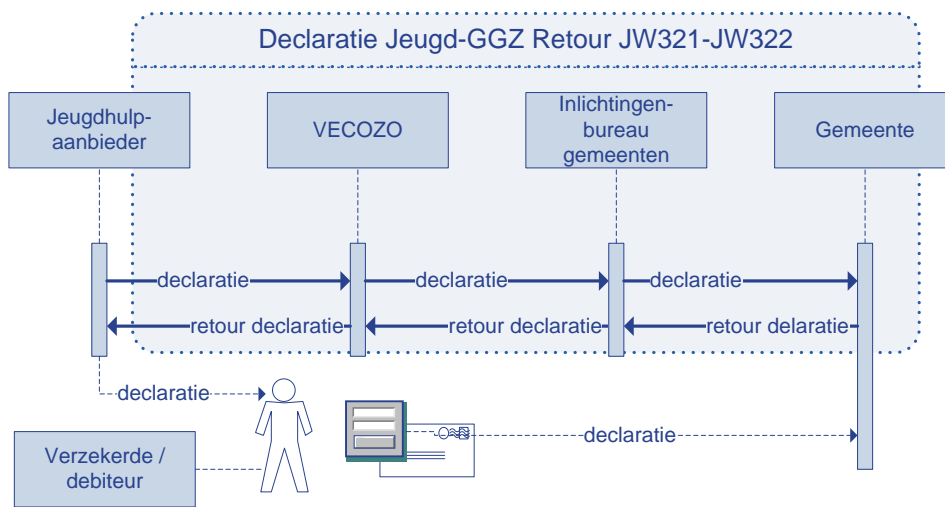 Declaratie Jeugd-GGZ Retour JW321-JW322
Jeugdhulp-
aanbieder
VECOZO
Inlichtingen-
bureau
gemeenten
Gemeente
declaratie
declaratie
declaratie
retour declaratie
retour declaratie
retour delaratie
declaratie
declaratie
Verzekerde /
debiteur